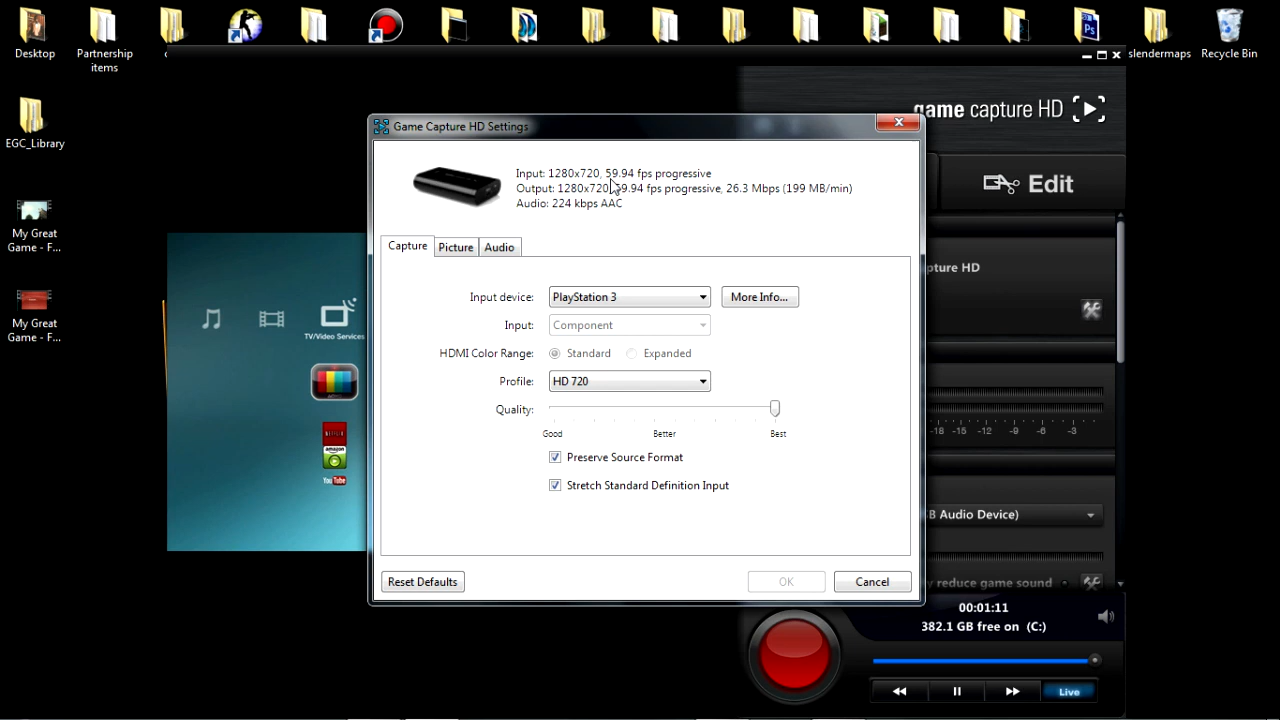 Desktop
Partnership
items
slendermaps
Recycle Bin
EGC_Library
My Great
Game - F...
My Great
Game - F...
game capture HD
Edit
pture HD
-18 -15 -12 -9 -6 -3
B Audio Device)
y reduce game sound
00:01:11
382.1 GB free on (C:)
Live
TV/Video Services
NETFLIX
amazon
YouTube
Game Capture HD Settings
Input: 1280x720, 59.94 fps progressive
Output: 1280x720, 59.94 fps progressive, 26.3 Mbps (199 MB/min)
Audio: 224 kbps AAC
Capture Picture Audio
Input device: PlayStation 3 More Info...
Input: Component
HDMI Color Range: Standard Expanded
Profile: HD 720
Quality:
Good Better Best
Preserve Source Format
Stretch Standard Definition Input
Reset Defaults OK Cancel